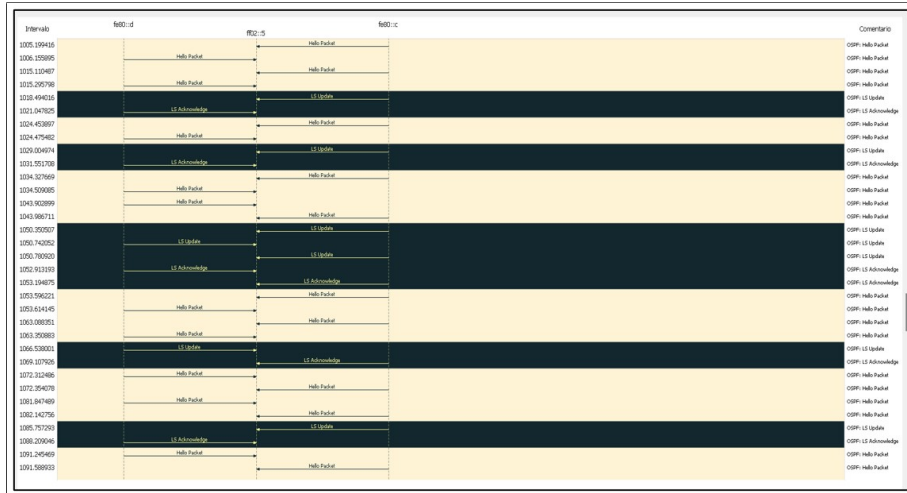 Intervalo fe80::d ff02::5 fe80::c Comentario
1005.199416 Hello Packet OSPF: Hello Packet
1006.155895 Hello Packet OSPF: Hello Packet
1015.110487 Hello Packet OSPF: Hello Packet
1015.295798 Hello Packet OSPF: Hello Packet
1018.494016 LS Update OSPF: LS Update
1021.047825 LS Acknowledge OSPF: LS Acknowledge
1024.453897 Hello Packet OSPF: Hello Packet
1024.475482 Hello Packet OSPF: Hello Packet
1029.004974 LS Update OSPF: LS Update
1031.551708 LS Acknowledge OSPF: LS Acknowledge
1034.327669 Hello Packet OSPF: Hello Packet
1034.509085 Hello Packet OSPF: Hello Packet
1043.902899 Hello Packet OSPF: Hello Packet
1043.986711 Hello Packet OSPF: Hello Packet
1050.350507 LS Update OSPF: LS Update
1050.742052 LS Update OSPF: LS Update
1050.780920 LS Update OSPF: LS Update
1052.913193 LS Acknowledge OSPF: LS Acknowledge
1053.194875 LS Acknowledge OSPF: LS Acknowledge
1053.596221 Hello Packet OSPF: Hello Packet
1053.614145 Hello Packet OSPF: Hello Packet
1063.088351 Hello Packet OSPF: Hello Packet
1063.350883 Hello Packet OSPF: Hello Packet
1066.538001 LS Update OSPF: LS Update
1069.107926 LS Acknowledge OSPF: LS Acknowledge
1072.312486 Hello Packet OSPF: Hello Packet
1072.354078 Hello Packet OSPF: Hello Packet
1081.847489 Hello Packet OSPF: Hello Packet
1082.142756 Hello Packet OSPF: Hello Packet
1085.757293 LS Update OSPF: LS Update
1088.209046 LS Acknowledge OSPF: LS Acknowledge
1091.245469 Hello Packet OSPF: Hello Packet
1091.588933 Hello Packet OSPF: Hello Packet